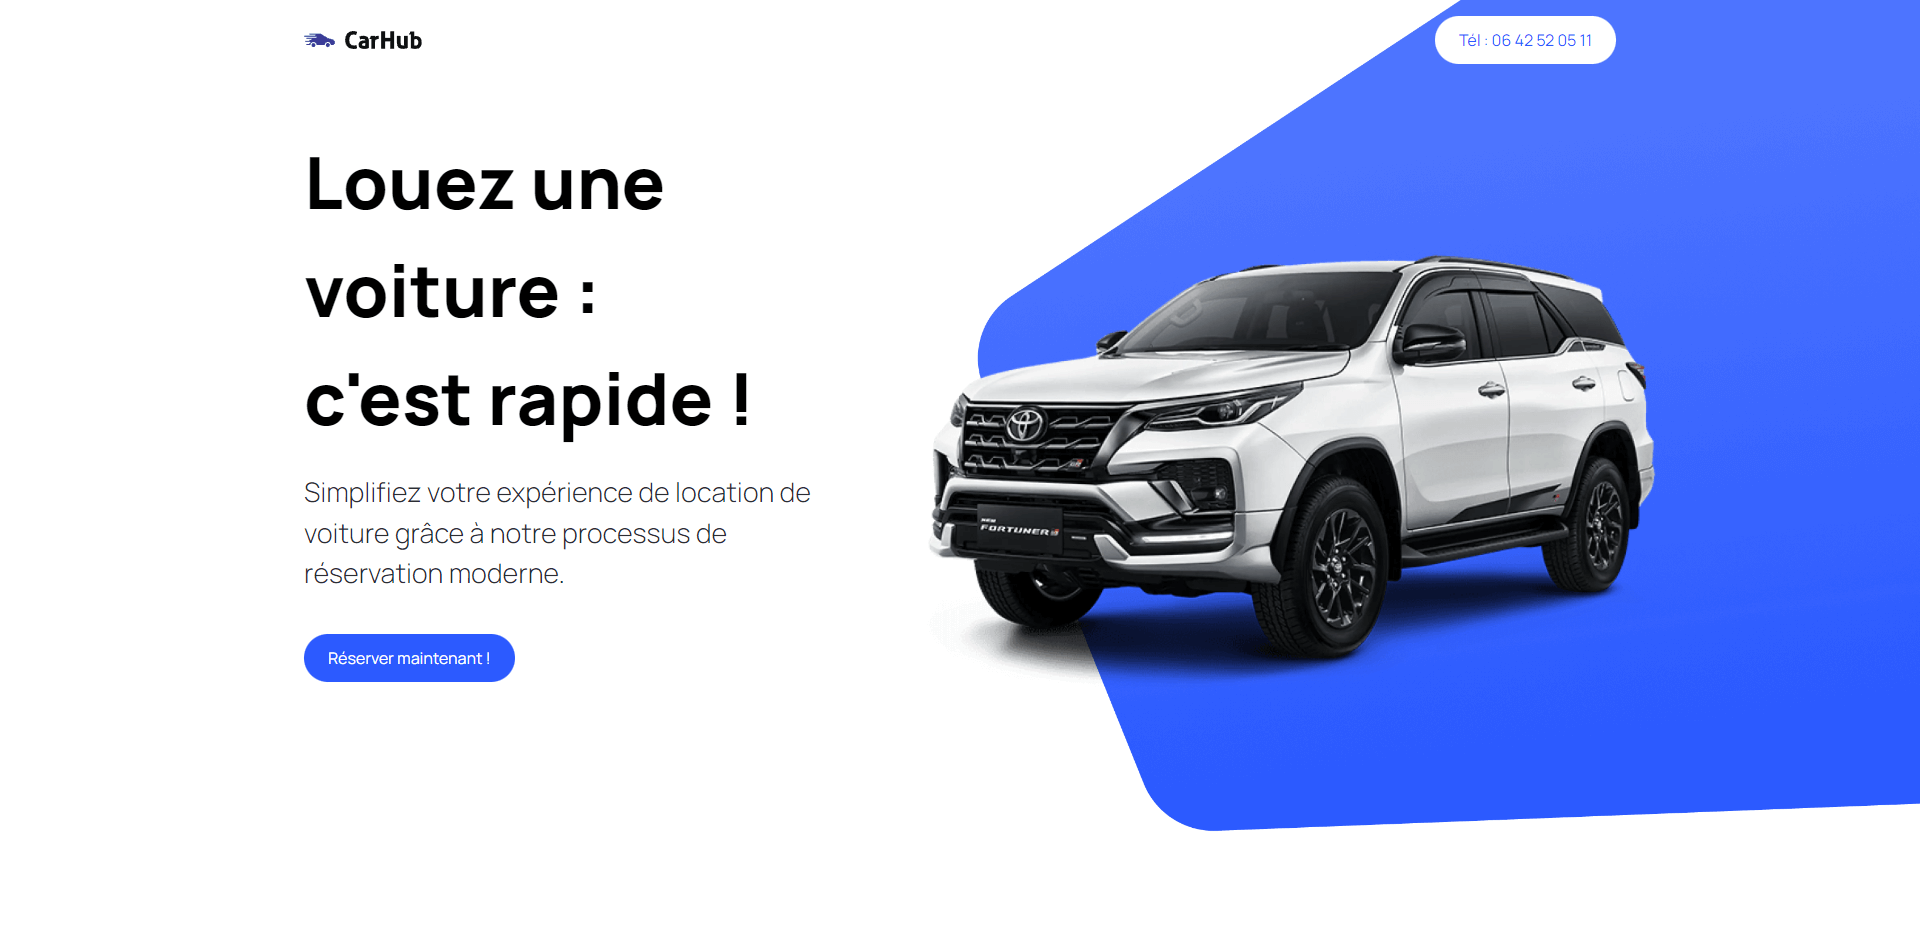 CarHub
Tél : 06 42 52 05 11
Louez une
voiture :
c'est rapide !
Simplifiez votre expérience de location de
voiture grâce à notre processus de
réservation moderne.
Réserver maintenant !
NEW
FORTUNER